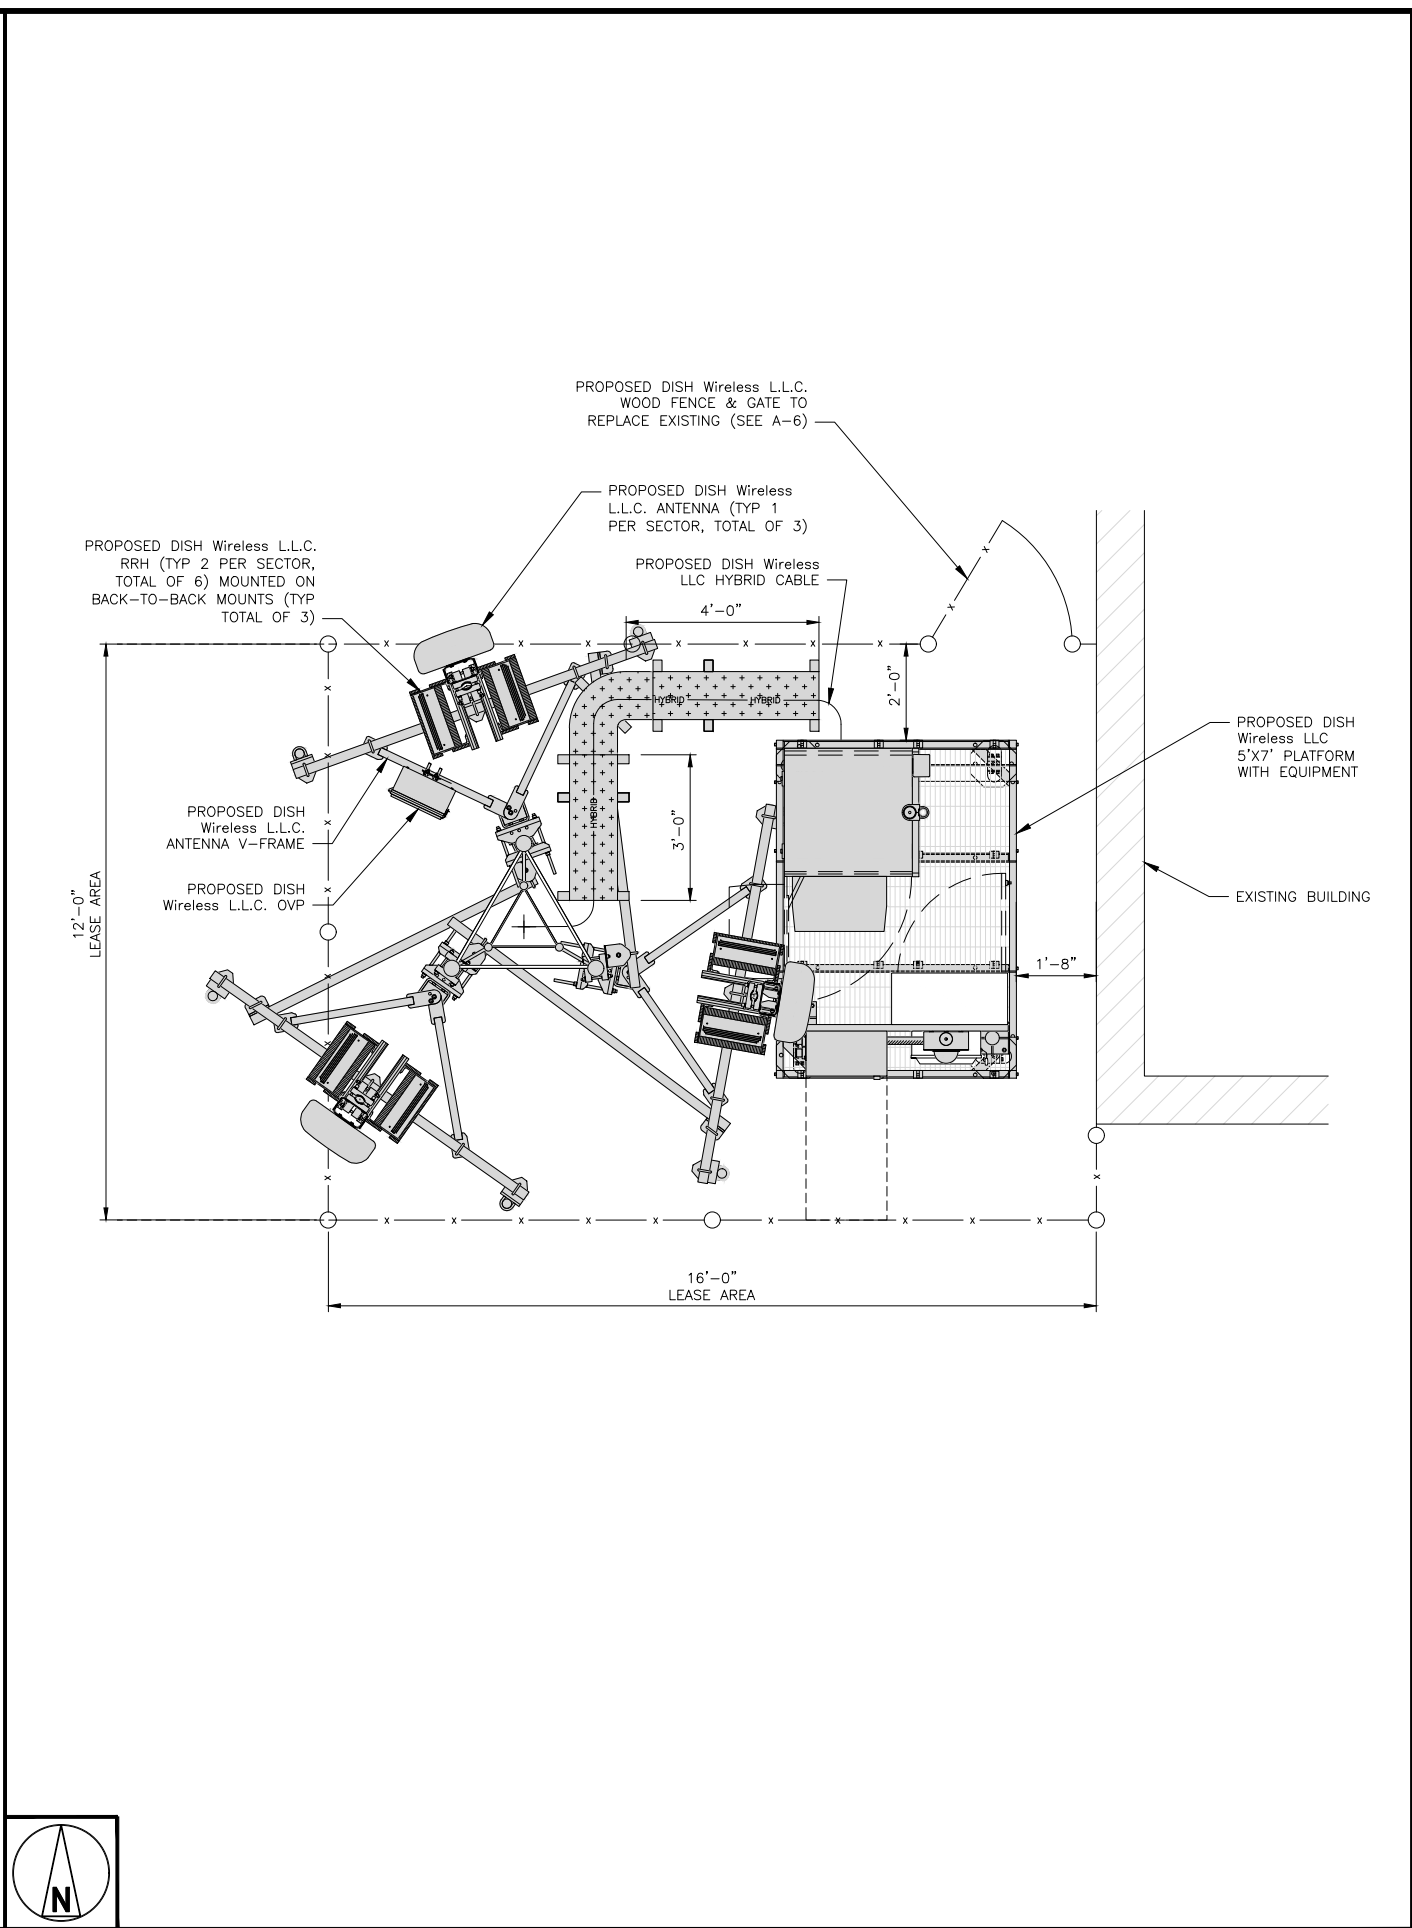 PROPOSED DISH Wireless L.L.C.
WOOD FENCE & GATE TO
REPLACE EXISTING (SEE A-6)
PROPOSED DISH Wireless
L.L.C. ANTENNA (TYP 1
PER SECTOR, TOTAL OF 3)
PROPOSED DISH Wireless L.L.C.
RRH (TYP 2 PER SECTOR,
TOTAL OF 6) MOUNTED ON
BACK-TO-BACK MOUNTS (TYP
TOTAL OF 3)
PROPOSED DISH Wireless
LLC HYBRID CABLE
4'-0"
2'-0"
HYBRID
HYBRID
HYBRID
3'-0"
PROPOSED DISH
Wireless LLC
5'X7' PLATFORM
WITH EQUIPMENT
PROPOSED DISH
Wireless L.L.C.
ANTENNA V-FRAME
PROPOSED DISH
Wireless L.L.C. OVP
EXISTING BUILDING
12'-0"
LEASE AREA
1'-8"
16'-0"
LEASE AREA
N